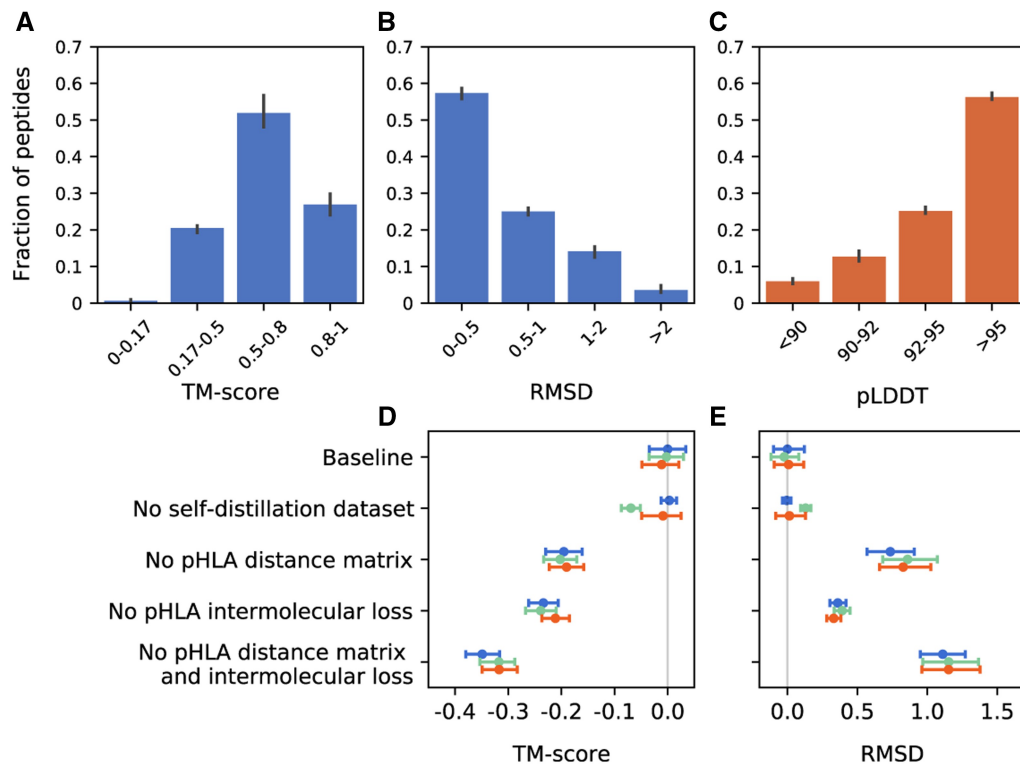 A
B
C
Fraction of peptides
0.7
0.6
0.5
0.4
0.3
0.2
0.1
0
0-0.17
0.17-0.5
0.5-0.8
0.8-1
TM-score
0.7
0.6
0.5
0.4
0.3
0.2
0.1
0
0-0.5
0.5-1
1-2
>2
RMSD
0.7
0.6
0.5
0.4
0.3
0.2
0.1
0
<90
90-92
92-95
>95
pLDDT
D
E
Baseline
No self-distillation dataset
No pHLA distance matrix
No pHLA intermolecular loss
No pHLA distance matrix
and intermolecular loss
-0.4
-0.3
-0.2
-0.1
0.0
TM-score
0.0
0.5
1.0
1.5
RMSD